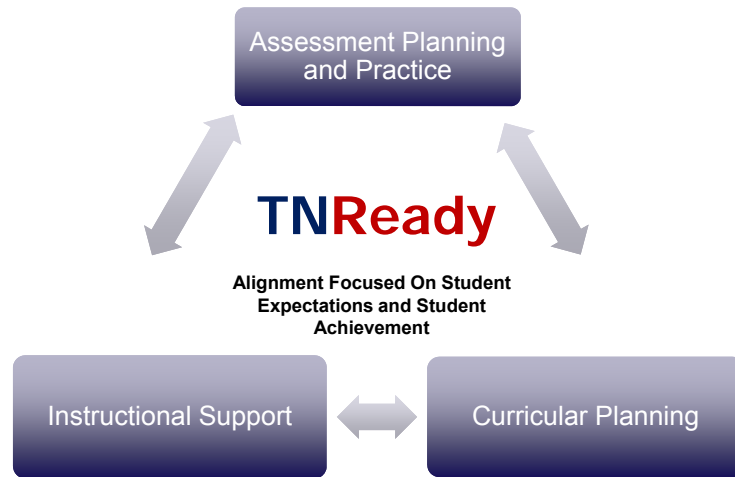 Assessment Planning
and Practice
TNReady
Alignment Focused On Student
Expectations and Student
Achievement
Instructional Support
Curricular Planning